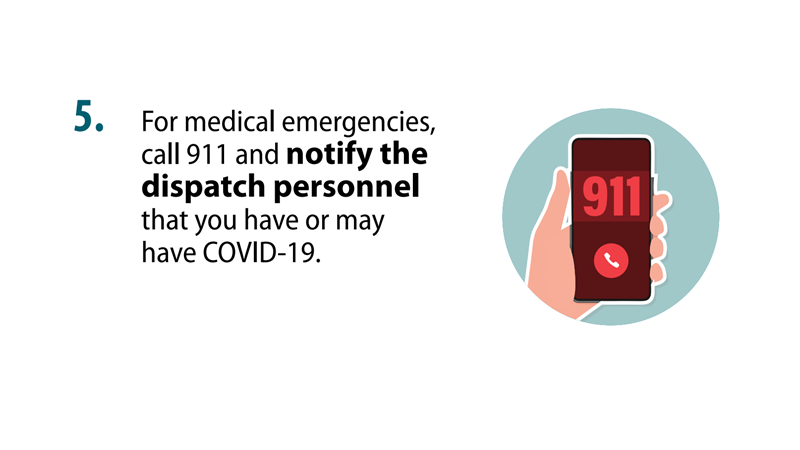 5.
For medical emergencies,
call 911 and notify the
dispatch personnel
that you have or may
have COVID-19.
911